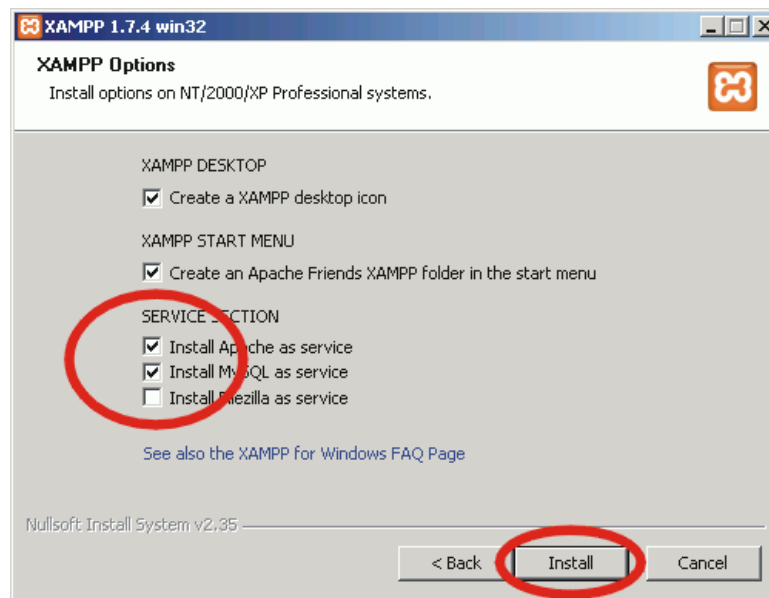 XAMPP 1.7.4 win32
XAMPP Options
Install options on NT/2000/XP Professional systems.
XAMPP DESKTOP
Create a XAMPP desktop icon
XAMPP START MENU
Create an Apache Friends XAMPP folder in the start menu
SERVICE SECTION
Install Apache as service
Install MySQL as service
Install Filezilla as service
See also the XAMPP for Windows FAQ Page
Nullsoft Install System v2.35
< Back Install Cancel